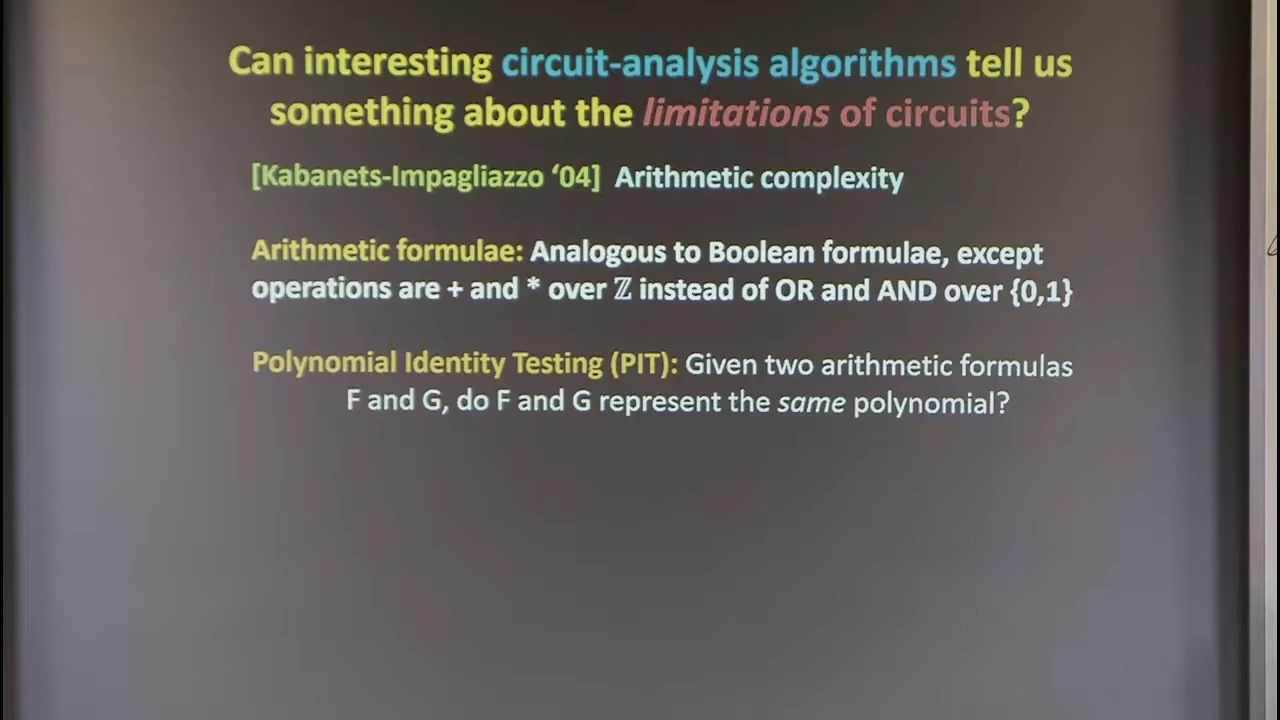 Can interesting circuit-analysis algorithms tell us
something about the limitations of circuits?
[Kabanets-Impagliazzo ‘04] Arithmetic complexity
Arithmetic formulae: Analogous to Boolean formulae, except
operations are + and * over ℤ instead of OR and AND over {0,1}
Polynomial Identity Testing (PIT): Given two arithmetic formulas
F and G, do F and G represent the same polynomial?